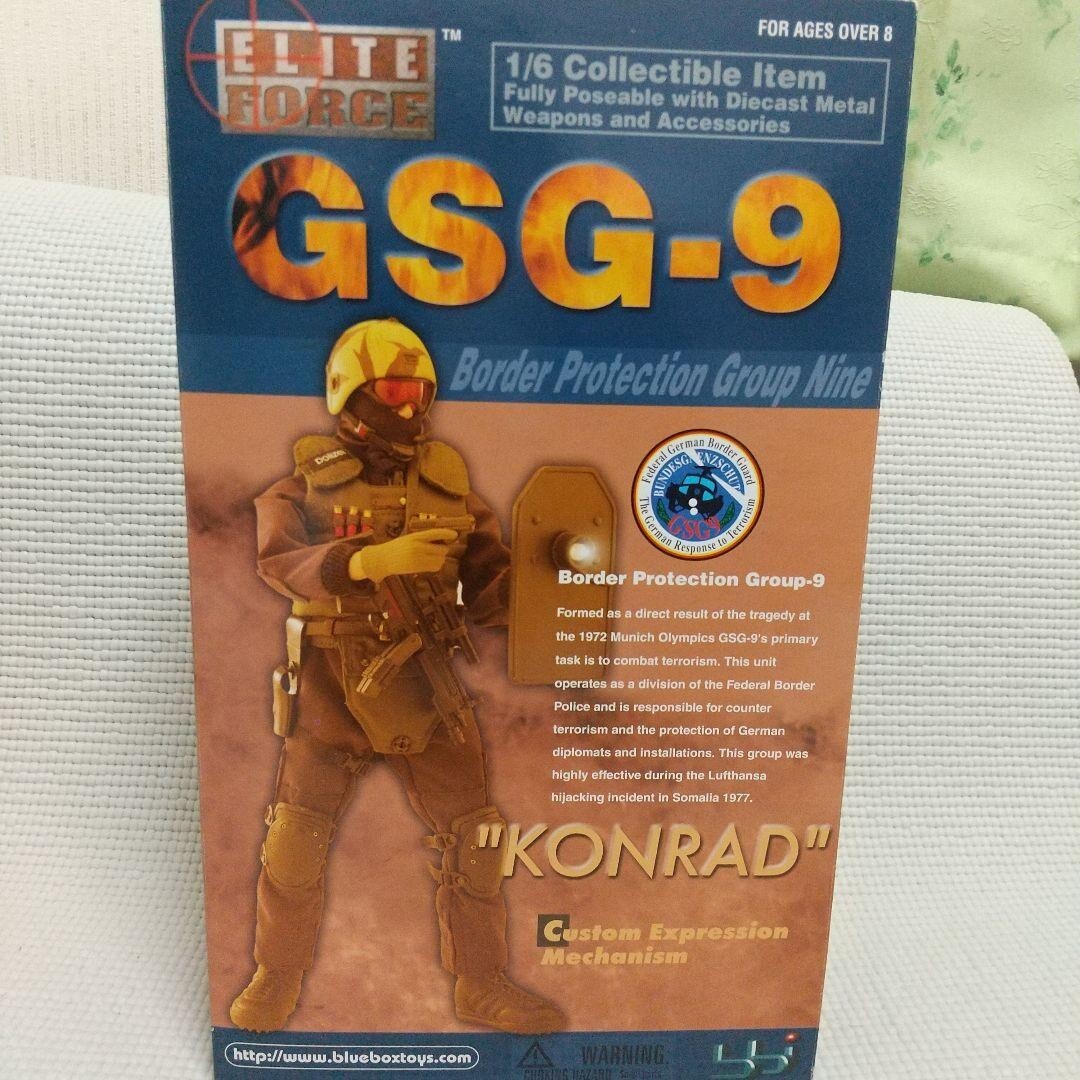 FOR AGES OVER 8
ELITE
FORCE
TM
1/6 Collectible Item
Fully Poseable with Diecast Metal
Weapons and Accessories
GSG-9
Border Protection Group Nine
Federal German Border Guard
BUNDESGRENZSCHUTZ
GSG9
The German Response to Terrorism
Border Protection Group-9
Formed as a direct result of the tragedy at
the 1972 Munich Olympics GSG-9's primary
task is to combat terrorism. This unit
operates as a division of the Federal Border
Police and is responsible for counter
terrorism and the protection of German
diplomats and installations. This group was
highly effective during the Lufthansa
hijacking incident in Somalia 1977.
"KONRAD"
Custom Expression
Mechanism
http://www.blueboxtoys.com
WARNING
CHOKING HAZARD
bbi